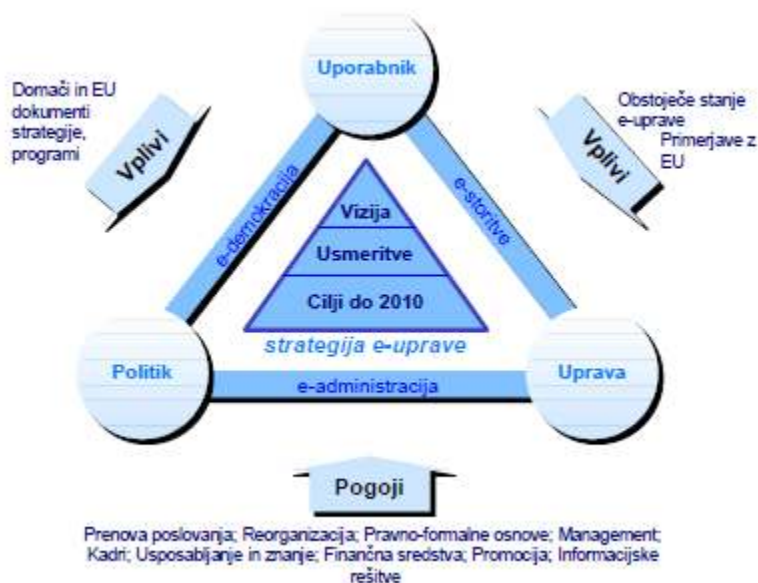 Uporabnik
Domači in EU
dokumenti
strategije,
programi
Vplivi
Obstoječe stanje
e-uprave
Primerjave z
EU
Vplivi
e-demokracija
e-storitve
Vizija
Usmeritve
Cilji do 2010
strategija e-uprave
Politik
Uprava
e-administracija
Pogoji
Prenova poslovanja; Reorganizacija; Pravno-formalne osnove; Management;
Kadri; Usposabljanje in znanje; Finančna sredstva; Promocija; Informacijske
rešitve